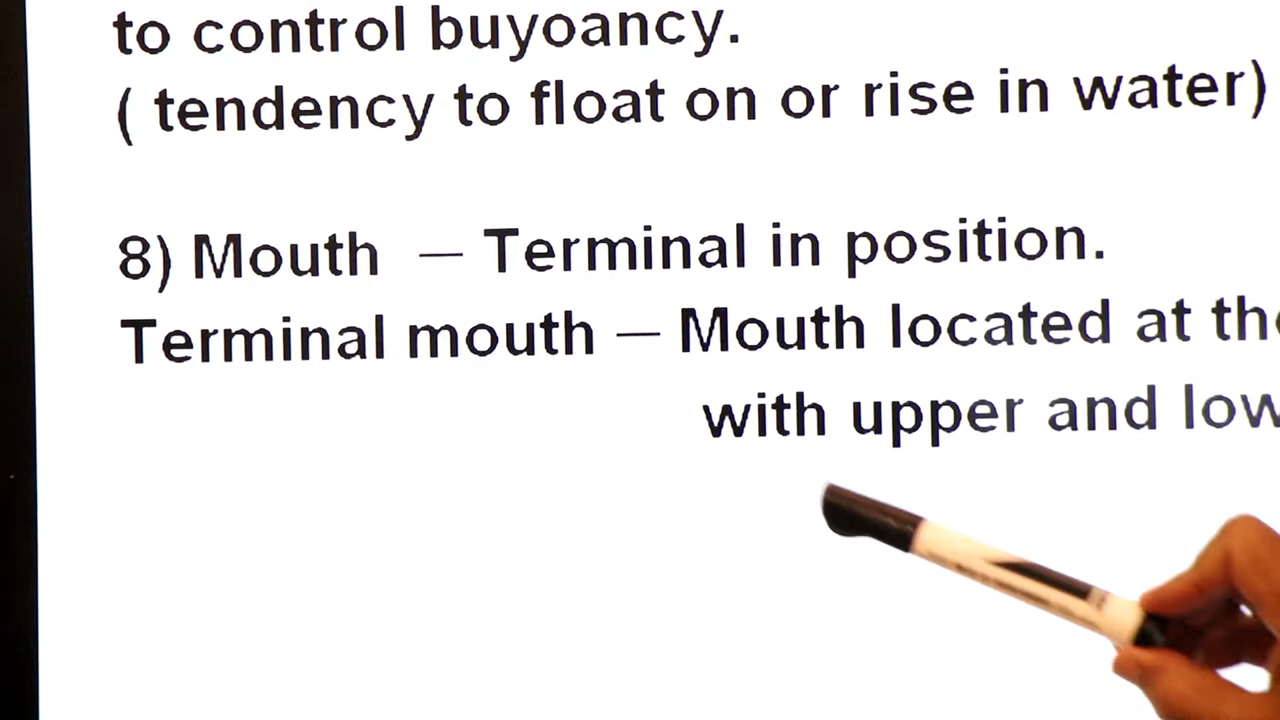 to control buyoancy.
( tendency to float on or rise in water)
8) Mouth – Terminal in position.
Terminal mouth – Mouth located at the
with upper and low